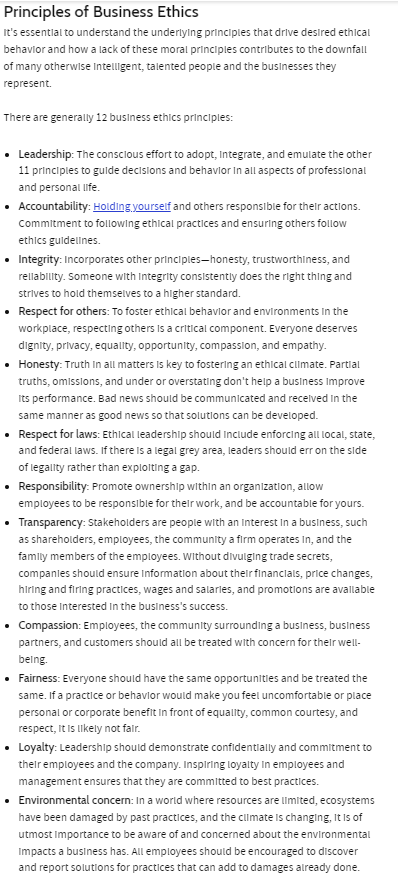 Principles of Business Ethics
It's essential to understand the underlying principles that drive desired ethical
behavior and how a lack of these moral principles contributes to the downfall
of many otherwise intelligent, talented people and the businesses they
represent.
There are generally 12 business ethics principles:
• Leadership: The conscious effort to adopt, integrate, and emulate the other
11 principles to guide decisions and behavior in all aspects of professional
and personal life.
• Accountability: Holding yourself and others responsible for their actions.
Commitment to following ethical practices and ensuring others follow
ethics guidelines.
• Integrity: Incorporates other principles—honesty, trustworthiness, and
reliability. Someone with integrity consistently does the right thing and
strives to hold themselves to a higher standard.
• Respect for others: To foster ethical behavior and environments in the
workplace, respecting others is a critical component. Everyone deserves
dignity, privacy, equality, opportunity, compassion, and empathy.
• Honesty: Truth in all matters is key to fostering an ethical climate. Partial
truths, omissions, and under or overstating don't help a business improve
its performance. Bad news should be communicated and received in the
same manner as good news so that solutions can be developed.
• Respect for laws: Ethical leadership should include enforcing all local, state,
and federal laws. If there is a legal grey area, leaders should err on the side
of legality rather than exploiting a gap.
• Responsibility: Promote ownership within an organization, allow
employees to be responsible for their work, and be accountable for yours.
• Transparency: Stakeholders are people with an interest in a business, such
as shareholders, employees, the community a firm operates in, and the
family members of the employees. Without divulging trade secrets,
companies should ensure information about their financials, price changes,
hiring and firing practices, wages and salaries, and promotions are available
to those interested in the business's success.
• Compassion: Employees, the community surrounding a business, business
partners, and customers should all be treated with concern for their well-
being.
• Fairness: Everyone should have the same opportunities and be treated the
same. If a practice or behavior would make you feel uncomfortable or place
personal or corporate benefit in front of equality, common courtesy, and
respect, it is likely not fair.
• Loyalty: Leadership should demonstrate confidentially and commitment to
their employees and the company. Inspiring loyalty in employees and
management ensures that they are committed to best practices.
• Environmental concern: In a world where resources are limited, ecosystems
have been damaged by past practices, and the climate is changing, it is of
utmost importance to be aware of and concerned about the environmental
impacts a business has. All employees should be encouraged to discover
and report solutions for practices that can add to damages already done.